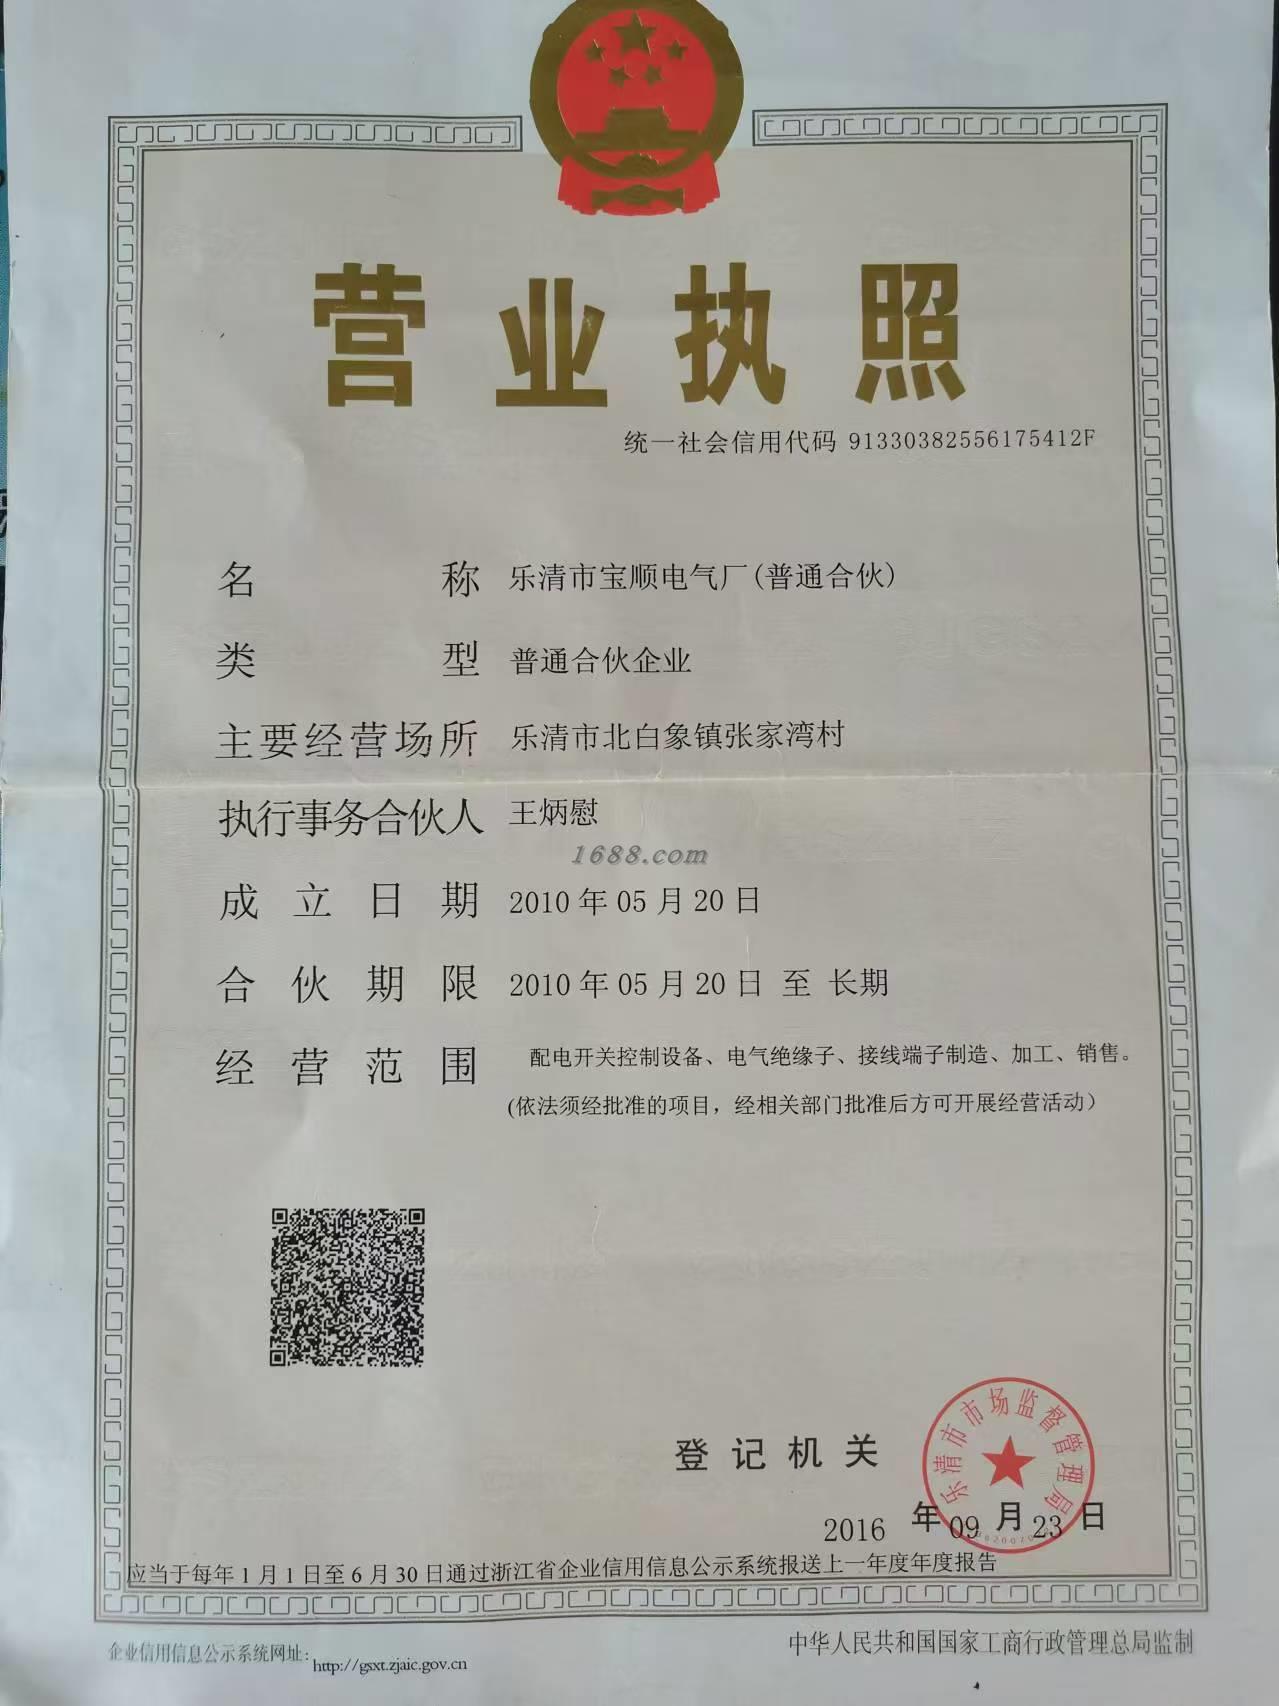 营业执照
统一社会信用代码 91330382556175412F
名称 乐清市宝顺电气厂(普通合伙)
类型 普通合伙企业
主要经营场所 乐清市北白象镇张家湾村
执行事务合伙人 王炳慰
1688.com
成立日期 2010年05月20日
合伙期限 2010年05月20日 至 长期
经营范围 配电开关控制设备、电气绝缘子、接线端子制造、加工、销售。
(依法须经批准的项目，经相关部门批准后方可开展经营活动）
乐清市市场监督管理局
登记机关
2016 年 09 月 23 日
应当于每年1月1日至6月30日通过浙江省企业信用信息公示系统报送上一年度年度报告
企业信用信息公示系统网址： http://gsxt.zjaic.gov.cn
中华人民共和国国家工商行政管理总局监制